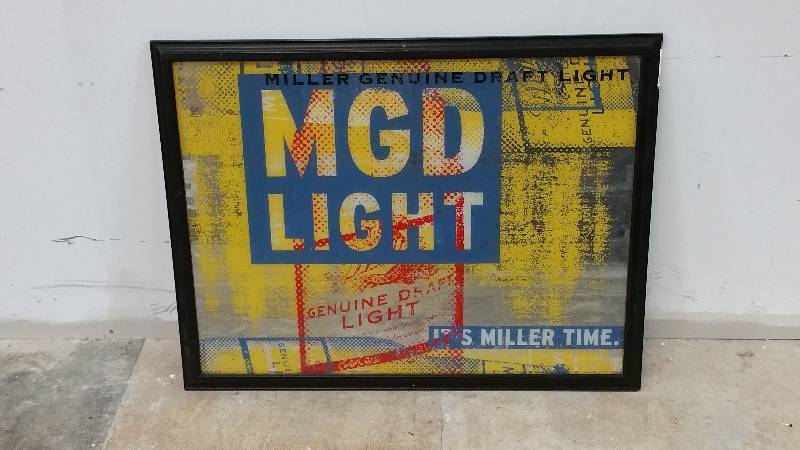 MILLER GENUINE DRAFT LIGHT
MGD
LIGHT
GENUINE DRAFT
LIGHT
IT'S MILLER TIME.